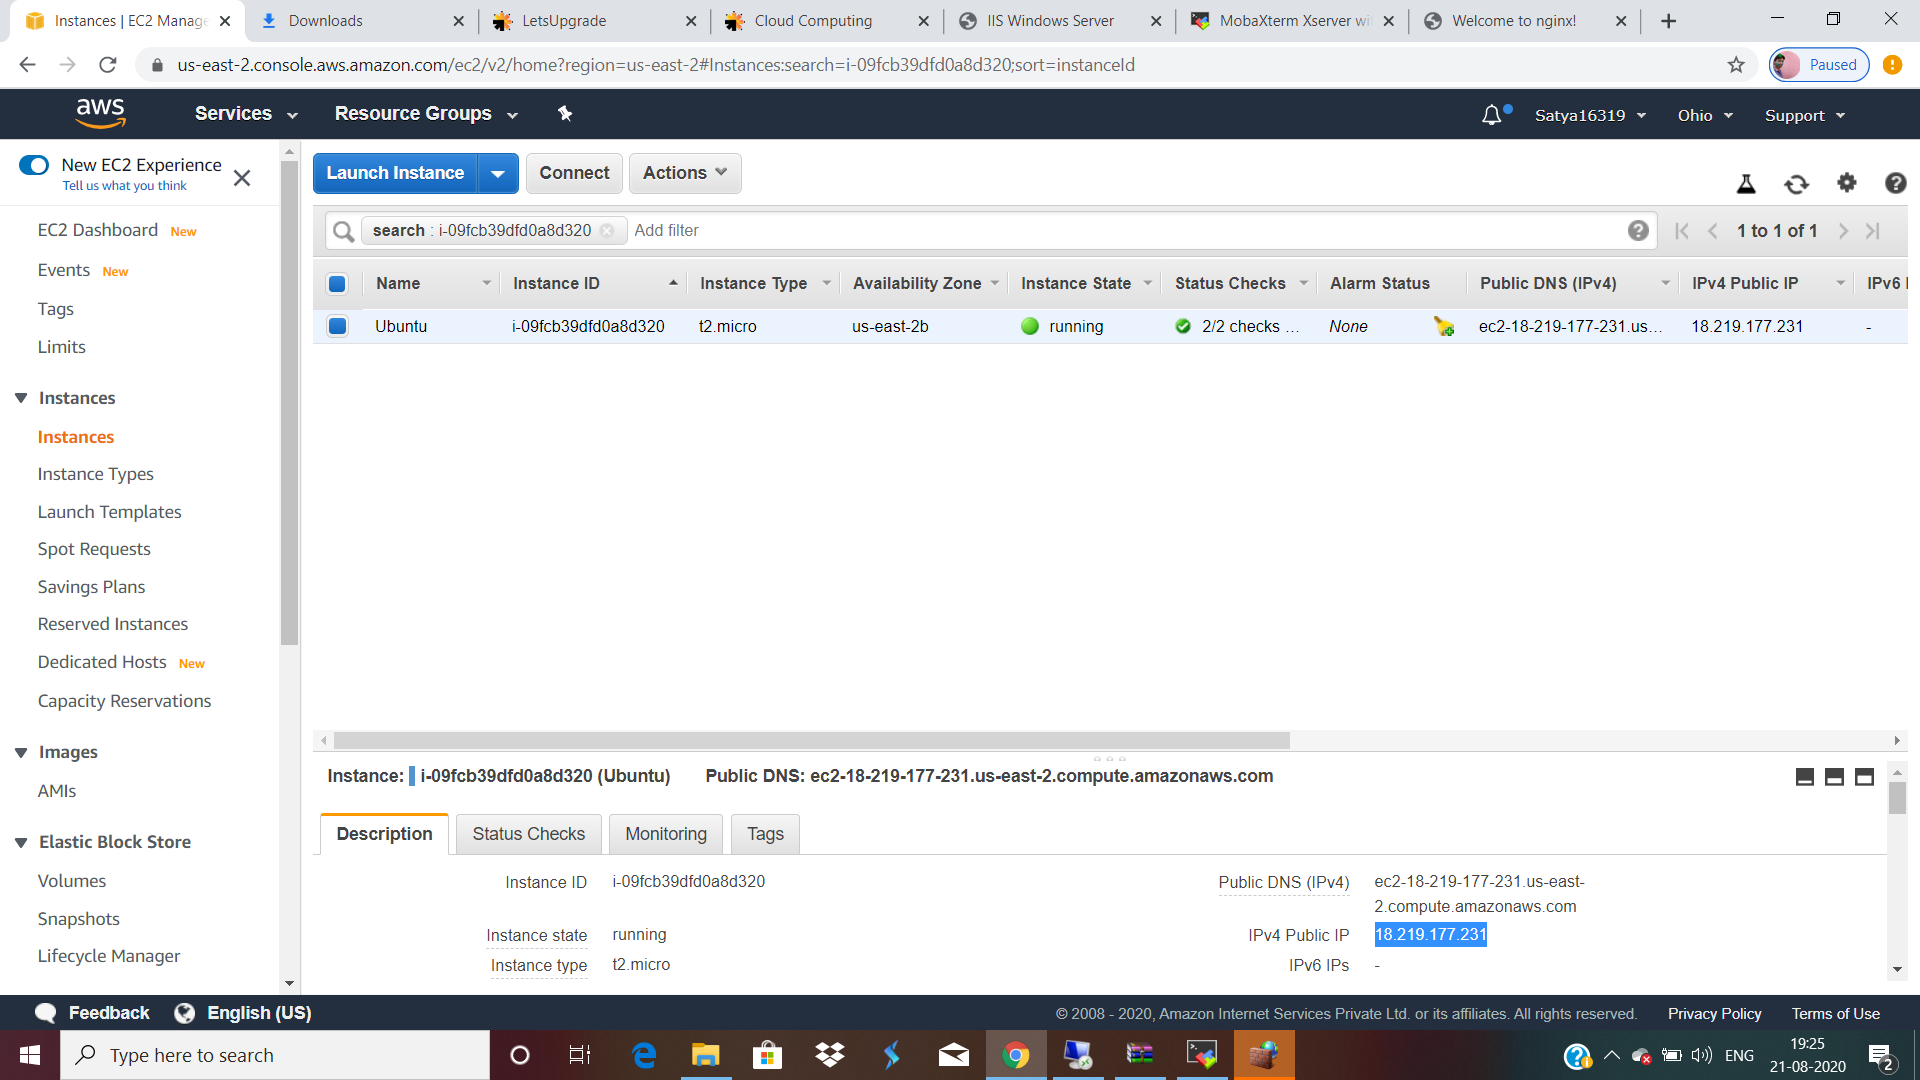 Instances | EC2 Manage
Downloads
LetsUpgrade
Cloud Computing
IIS Windows Server
MobaXterm Xserver wi
Welcome to nginx!
us-east-2.console.aws.amazon.com/ec2/v2/home?region=us-east-2#Instances:search=i-09fcb39dfd0a8d320;sort=instanceId
Paused
aws
Services
Resource Groups
Satya16319
Ohio
Support
New EC2 Experience
Tell us what you think
EC2 Dashboard New
Events New
Tags
Limits
Instances
Instances
Instance Types
Launch Templates
Spot Requests
Savings Plans
Reserved Instances
Dedicated Hosts New
Capacity Reservations
Images
AMIs
Elastic Block Store
Volumes
Snapshots
Lifecycle Manager
Launch Instance
Connect
Actions
search : i-09fcb39dfd0a8d320 Add filter
1 to 1 of 1
Name Instance ID Instance Type Availability Zone Instance State Status Checks Alarm Status Public DNS (IPv4) IPv4 Public IP IPv6 I
Ubuntu i-09fcb39dfd0a8d320 t2.micro us-east-2b running 2/2 checks ... None ec2-18-219-177-231.us... 18.219.177.231 -
Instance: i-09fcb39dfd0a8d320 (Ubuntu) Public DNS: ec2-18-219-177-231.us-east-2.compute.amazonaws.com
Description
Status Checks
Monitoring
Tags
Instance ID i-09fcb39dfd0a8d320
Instance state running
Instance type t2.micro
Public DNS (IPv4) ec2-18-219-177-231.us-east-
2.compute.amazonaws.com
IPv4 Public IP 18.219.177.231
IPv6 IPs -
Feedback
English (US)
© 2008 - 2020, Amazon Internet Services Private Ltd. or its affiliates. All rights reserved.
Privacy Policy
Terms of Use
Type here to search
ENG
19:25
21-08-2020
2